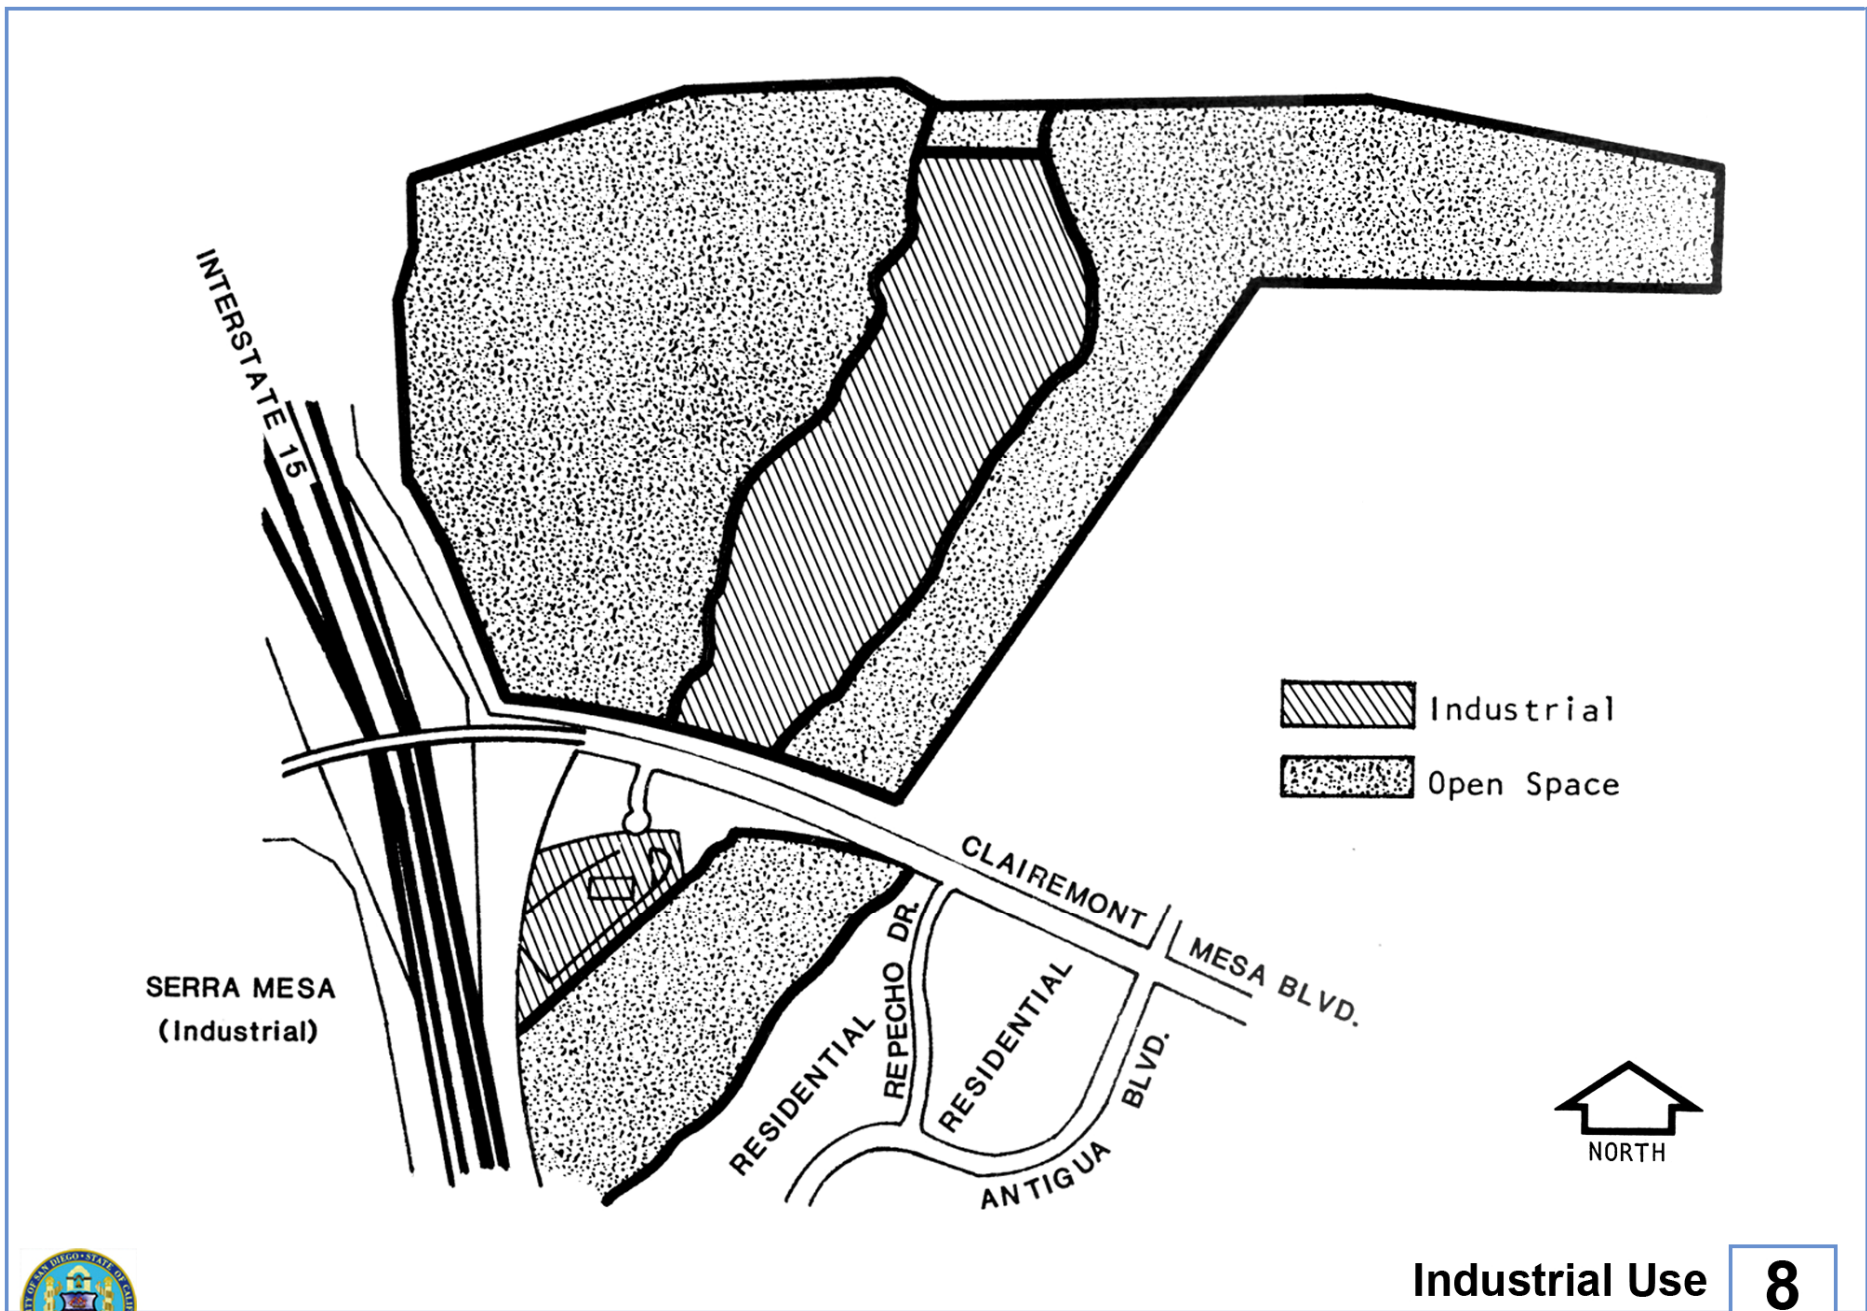 INTERSTATE 15
Industrial
Open Space
CLAIREMONT MESA BLVD.
REPECHO DR.
RESIDENTIAL
RESIDENTIAL
ANTIGUA BLVD.
SERRA MESA
(Industrial)
NORTH
Industrial Use
8